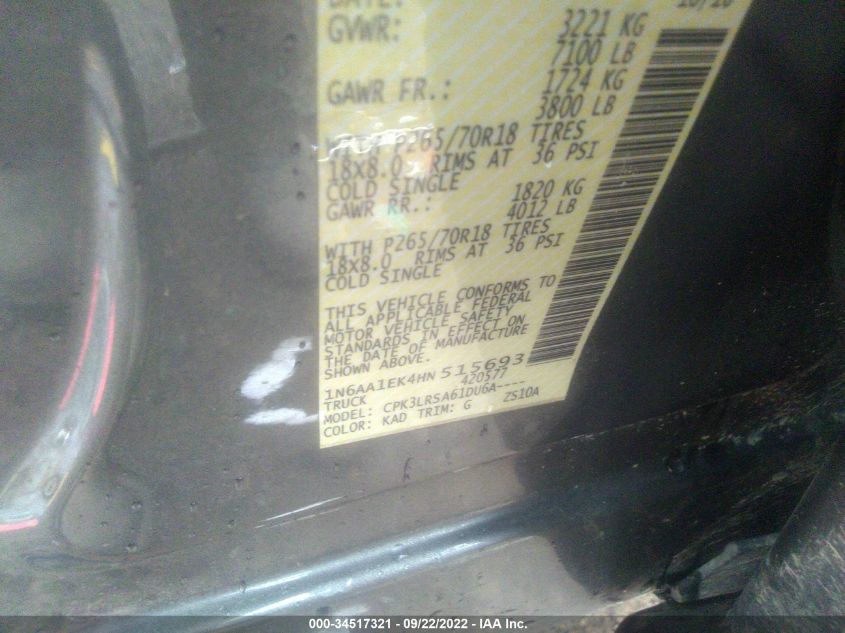 DATE: 10/16
GVWR: 3221 KG
7100 LB
GAWR FR.: 1724 KG
3800 LB
WITH P265/70R18 TIRES
18X8.0 RIMS AT 36 PSI
COLD SINGLE
GAWR RR.: 1820 KG
4012 LB
WITH P265/70R18 TIRES
18X8.0 RIMS AT 36 PSI
COLD SINGLE
THIS VEHICLE CONFORMS TO
ALL APPLICABLE FEDERAL
MOTOR VEHICLE SAFETY
STANDARDS IN EFFECT ON
THE DATE OF MANUFACTURE
SHOWN ABOVE.
1N6AA1EK4HN515693
TRUCK 420577
MODEL: CPK3LRSA61DU6A----
COLOR: KAD TRIM: G ZS10A
000-34517321 / 09/22/2022 - IAA Inc.